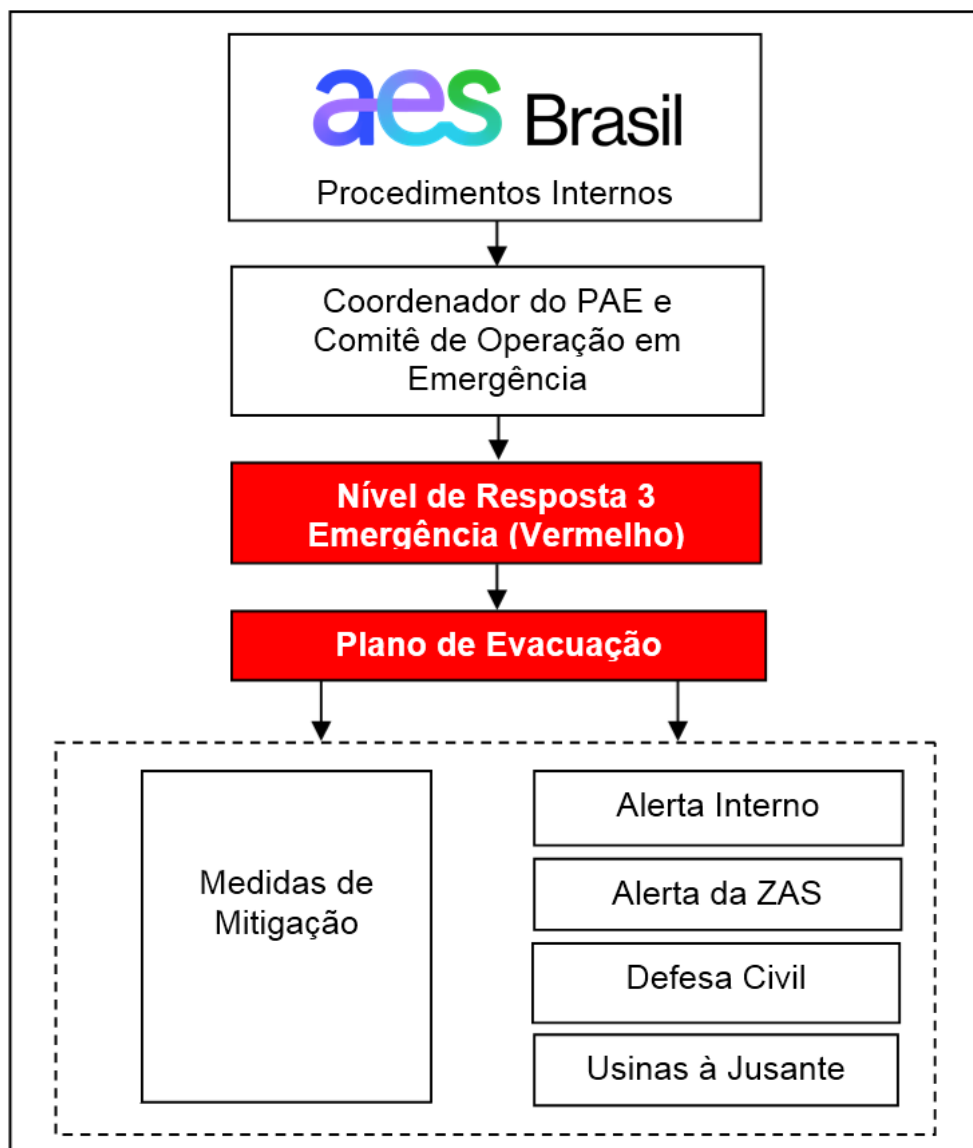 aes Brasil
Procedimentos Internos
Coordenador do PAE e
Comitê de Operação em
Emergência
Nível de Resposta 3
Emergência (Vermelho)
Plano de Evacuação
Medidas de
Mitigação
Alerta Interno
Alerta da ZAS
Defesa Civil
Usinas à Jusante